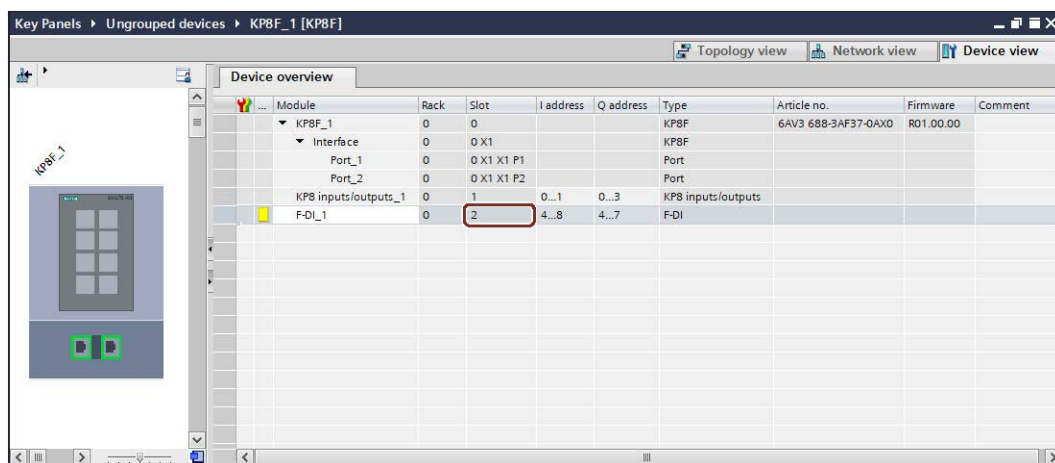 Key Panels ▸ Ungrouped devices ▸ KP8F_1 [KP8F]
Topology view Network view Device view
Device overview
... Module Rack Slot I address Q address Type Article no. Firmware Comment
KP8F_1 0 0 KP8F 6AV3 688-3AF37-0AX0 R01.00.00
Interface 0 0 X1 KP8F
Port_1 0 0 X1 X1 P1 Port
Port_2 0 0 X1 X1 P2 Port
KP8 inputs/outputs_1 0 1 0...1 0...3 KP8 inputs/outputs
F-DI_1 0 2 4...8 4...7 F-DI
KP8F_1